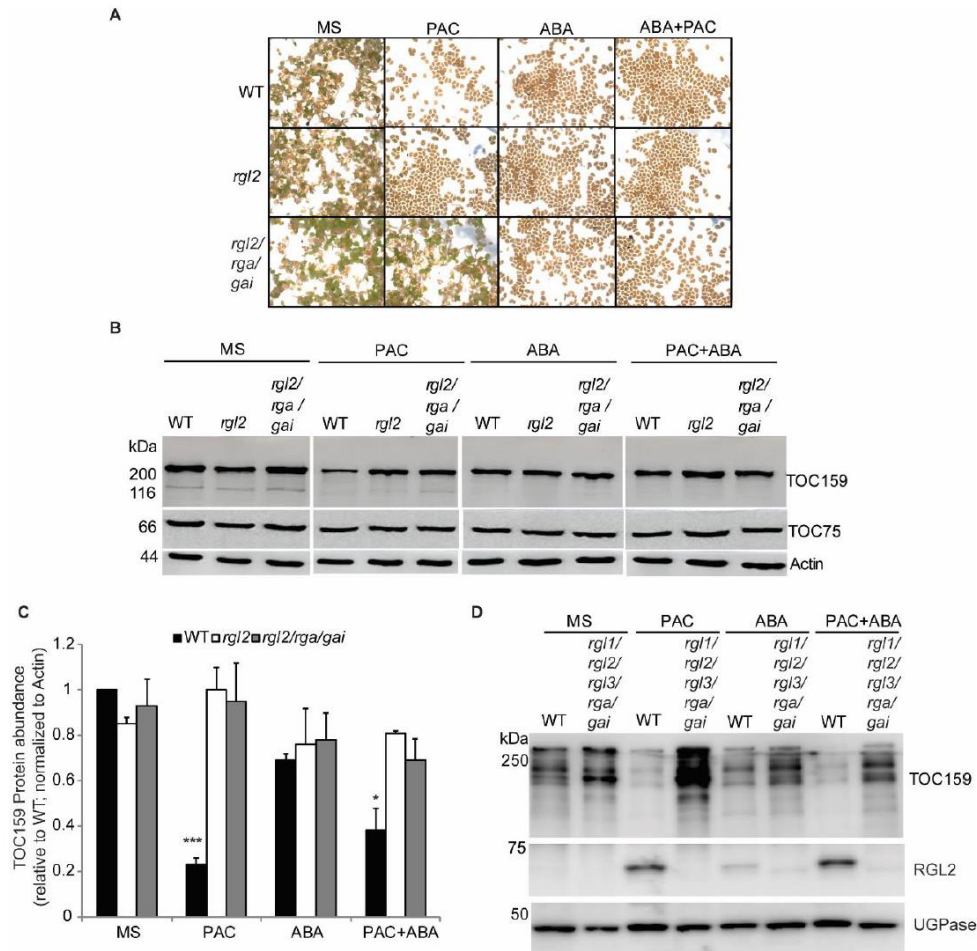 A
MS PAC ABA ABA+PAC
WT
rgl2
rgl2/
rga/
gai
B
MS PAC ABA PAC+ABA
rgl2/ rgl2/ rgl2/ rgl2/
rga / rga / rga / rga /
WT rgl2 gai WT rgl2 gai WT rgl2 gai WT rgl2 gai
kDa
200
116
TOC159
66
TOC75
44
Actin
C
WT rgl2 rgl2/rga/gai
TOC159 Protein abundance
(relative to WT; normalized to Actin)
1.2
1
0.8
0.6
0.4
0.2
0
***
*
MS PAC ABA PAC+ABA
D
MS PAC ABA PAC+ABA
rgl1/ rgl1/ rgl1/ rgl1/
rgl2/ rgl2/ rgl2/ rgl2/
rgl3/ rgl3/ rgl3/ rgl3/
rga/ rga/ rga/ rga/
WT gai WT gai WT gai WT gai
kDa
250
TOC159
75
RGL2
50
UGPase